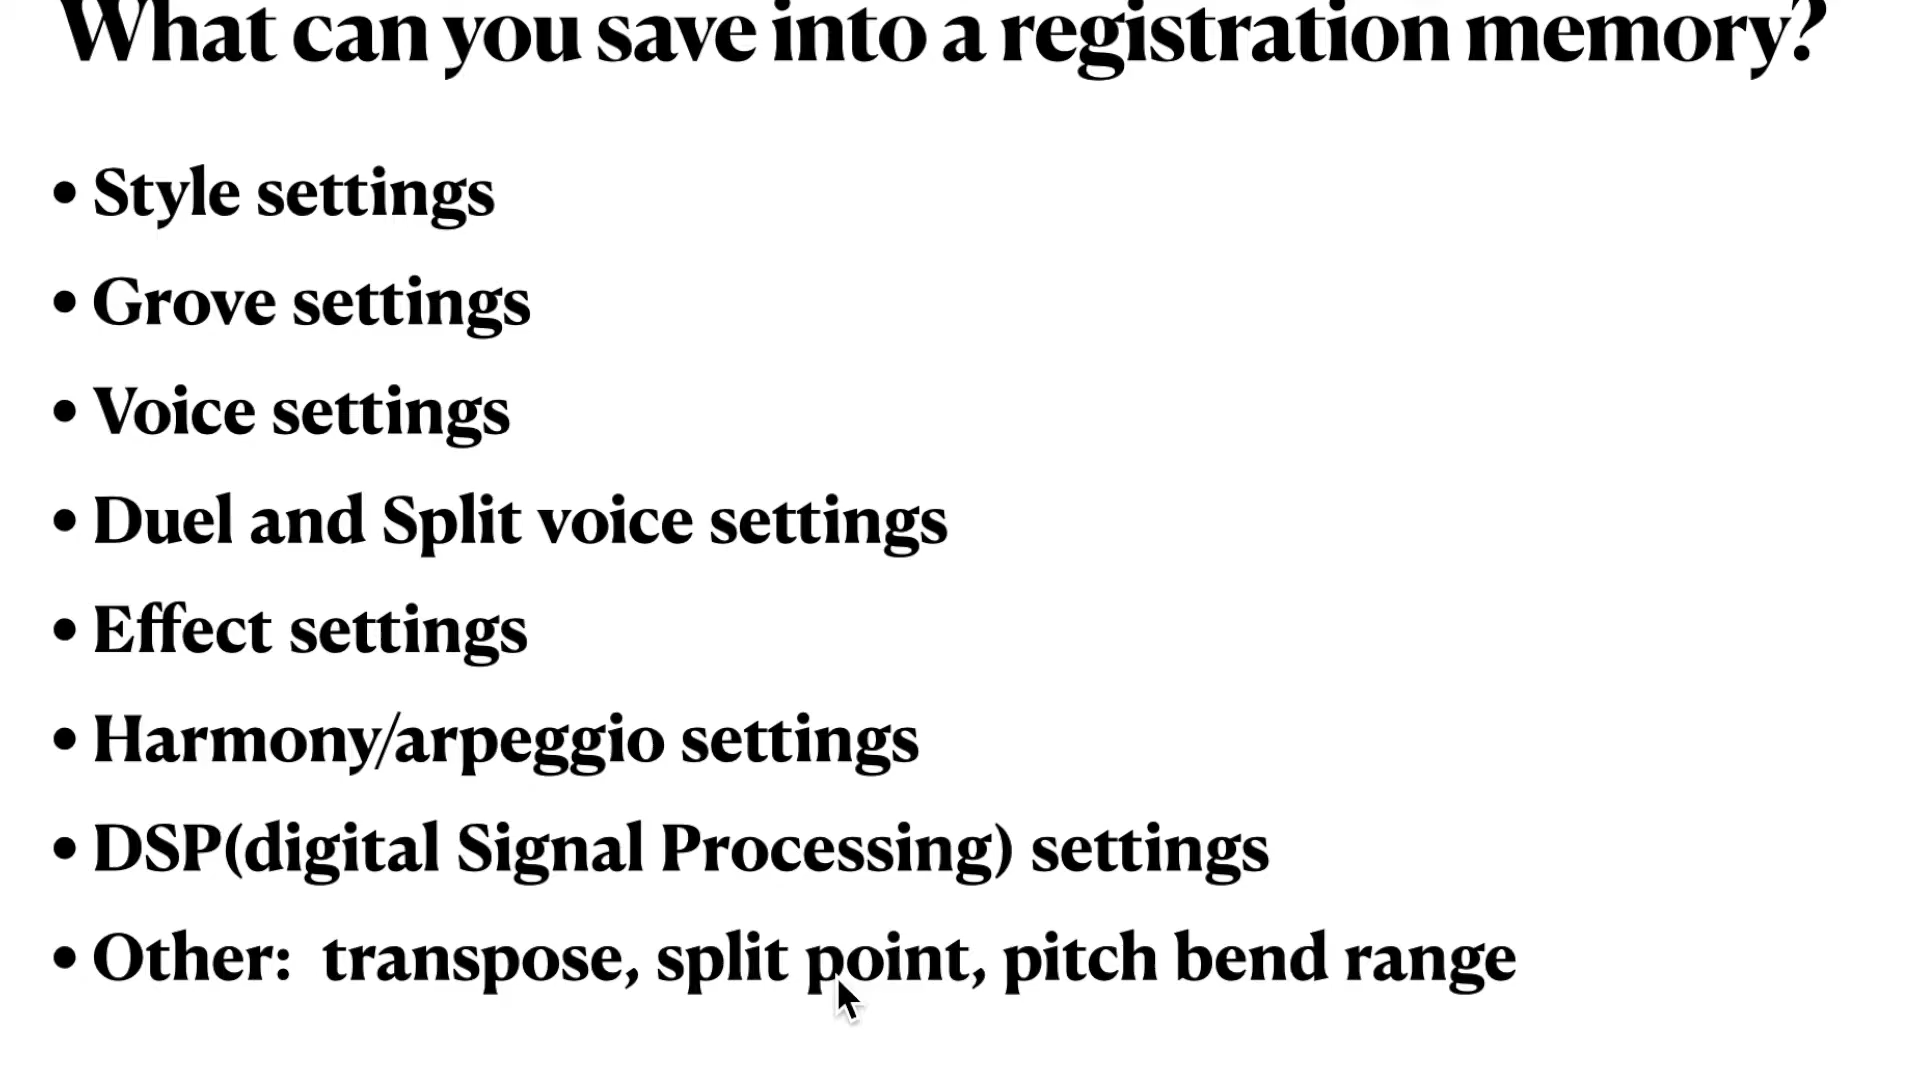 What can you save into a registration memory?
• Style settings
• Grove settings
• Voice settings
• Duel and Split voice settings
• Effect settings
• Harmony/arpeggio settings
• DSP(digital Signal Processing) settings
• Other:  transpose, split point, pitch bend range